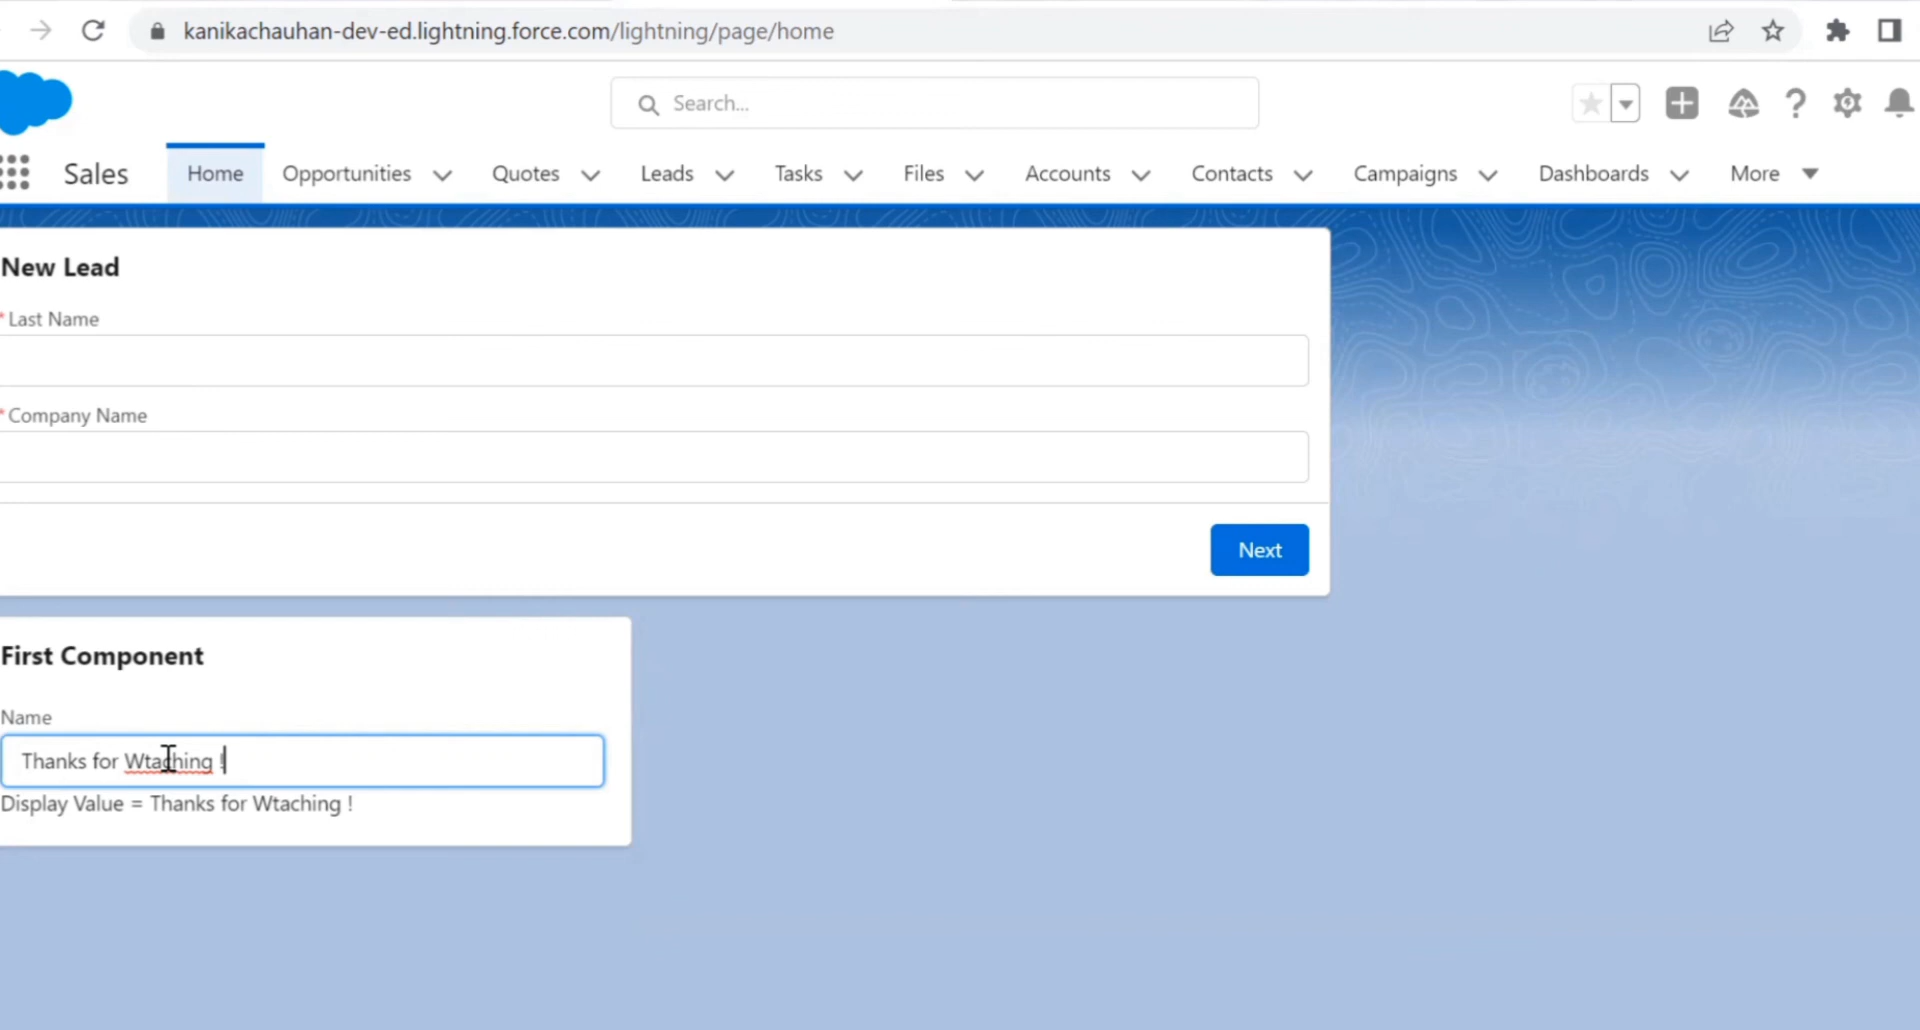 kanikachauhan-dev-ed.lightning.force.com/lightning/page/home
Search...
Sales Home Opportunities Quotes Leads Tasks Files Accounts Contacts Campaigns Dashboards More
New Lead
*Last Name
*Company Name
Next
First Component
Name
Thanks for Wtaching !
Display Value = Thanks for Wtaching !